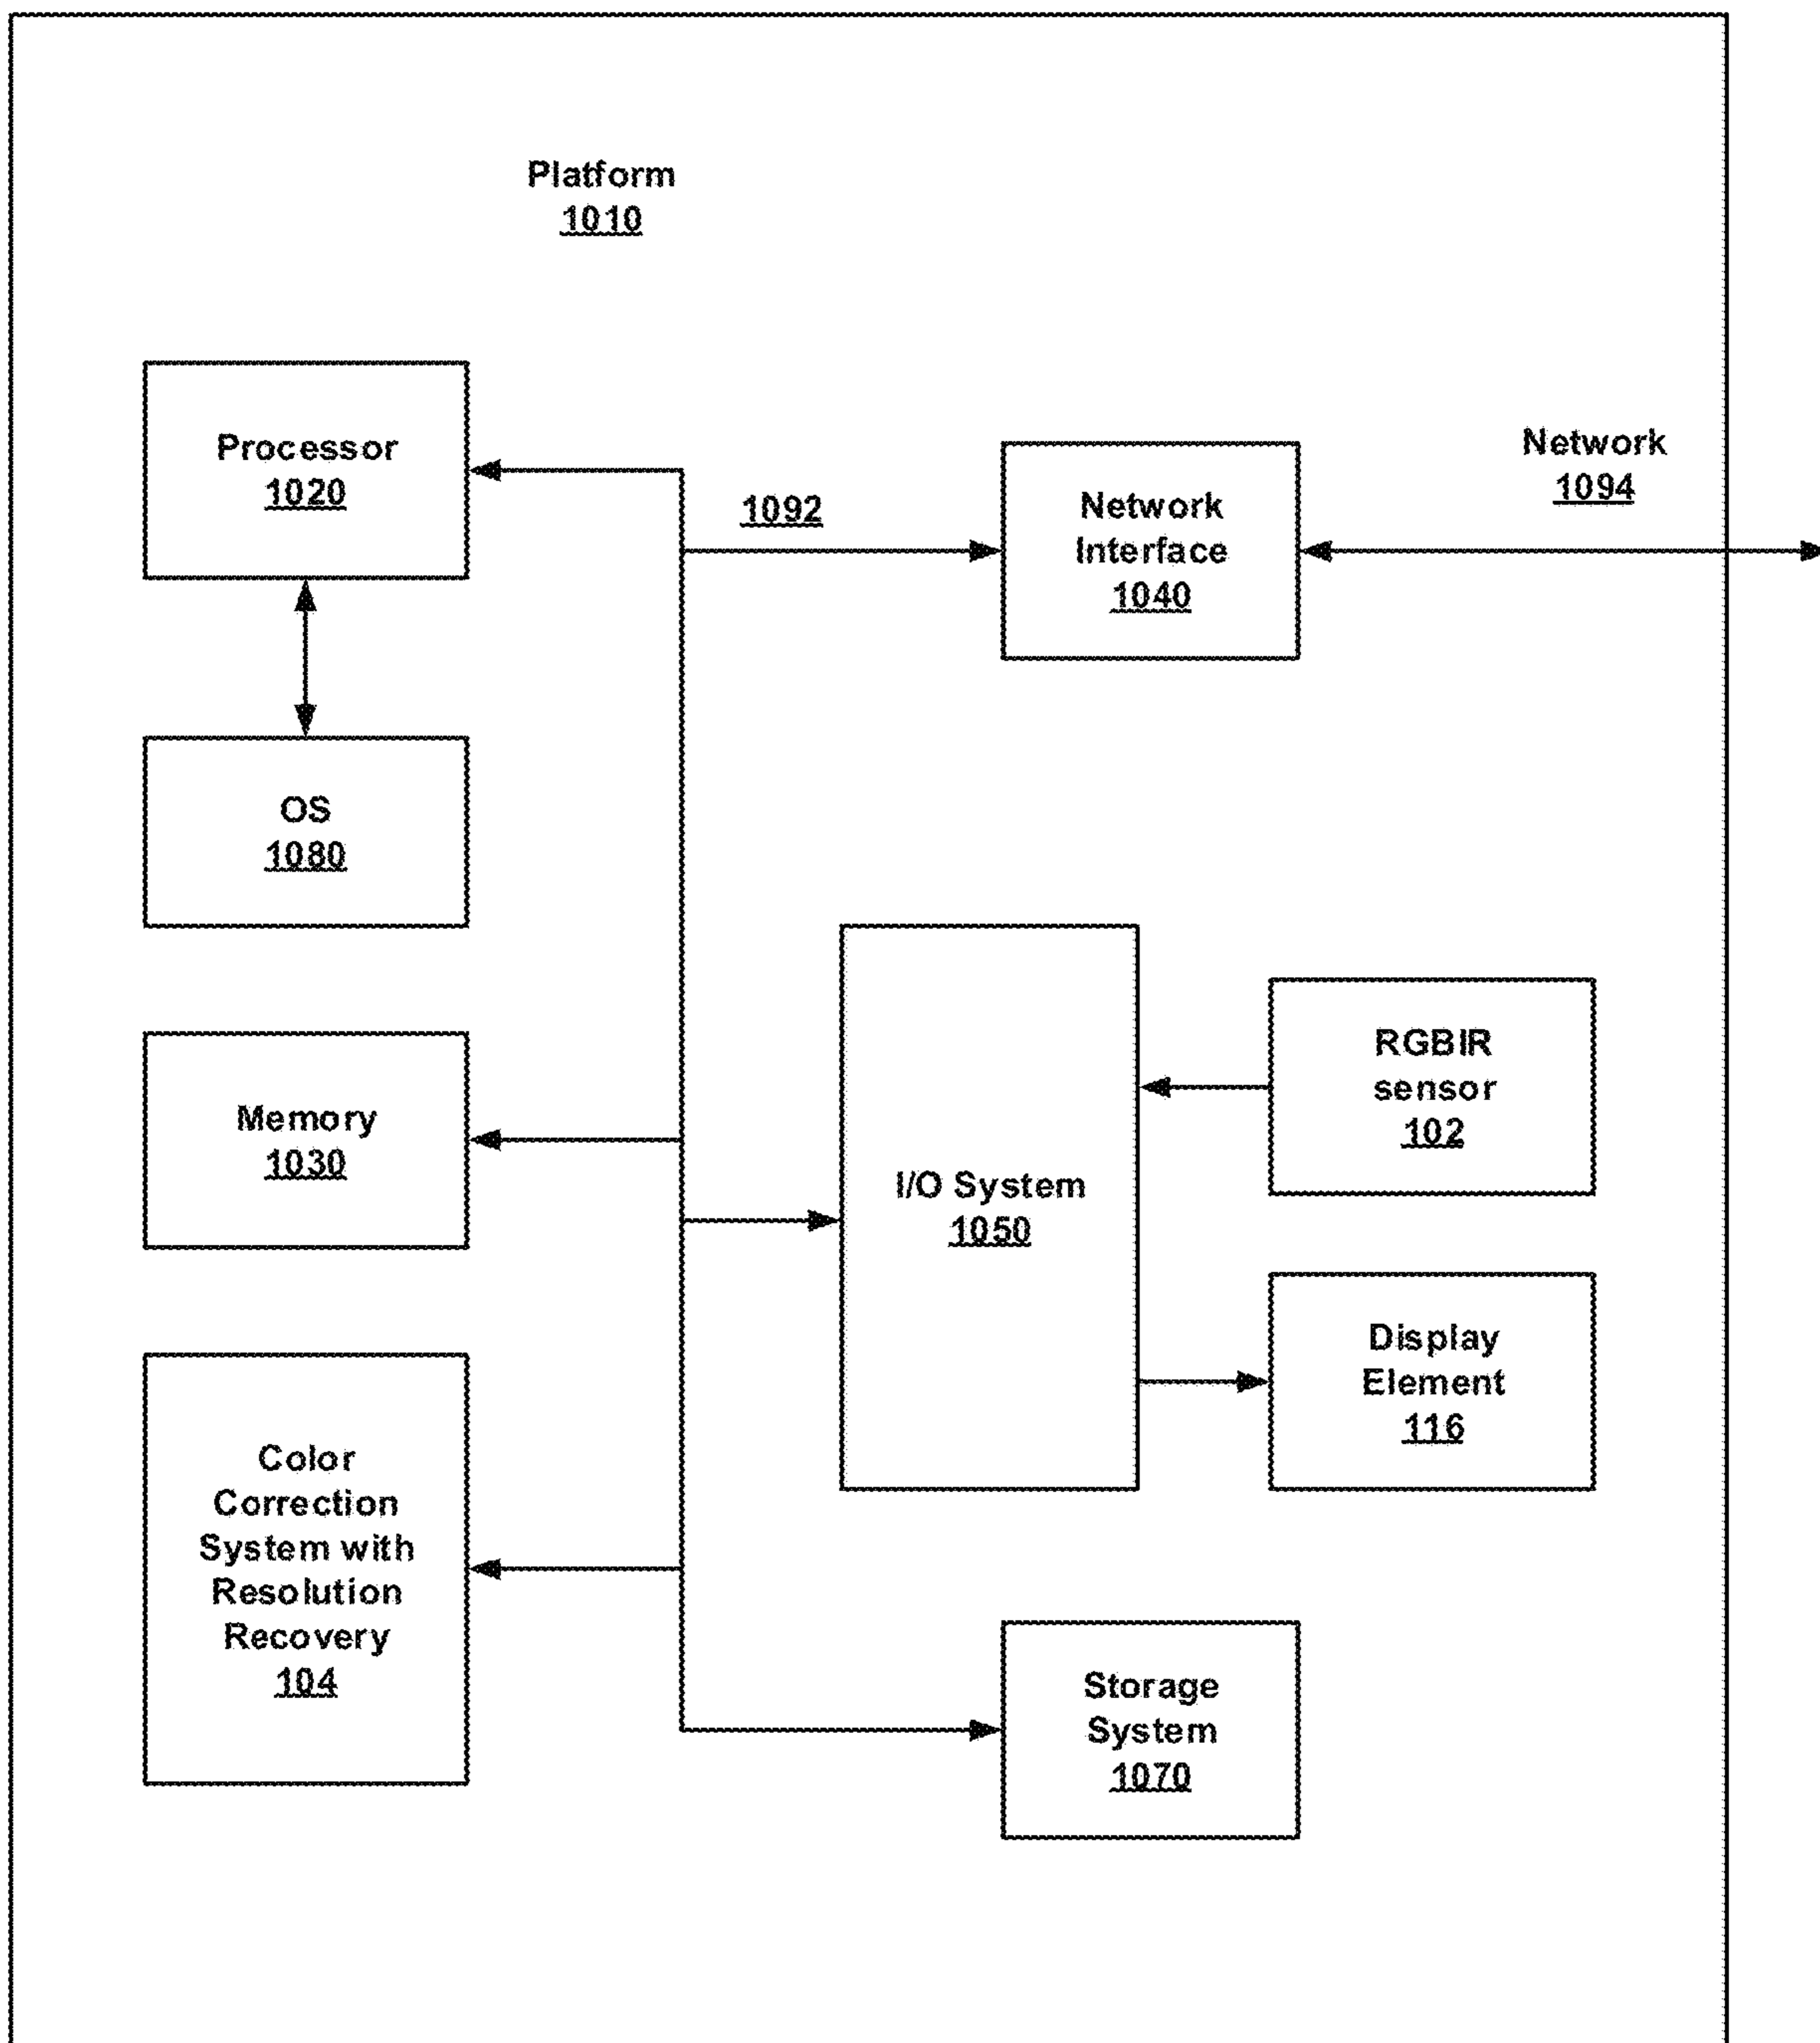 Platform
1010
Processor
1020
1092
Network
Interface
1040
Network
1094
OS
1080
Memory
1030
I/O System
1050
RGBIR
sensor
102
Display
Element
116
Color
Correction
System with
Resolution
Recovery
104
Storage
System
1070